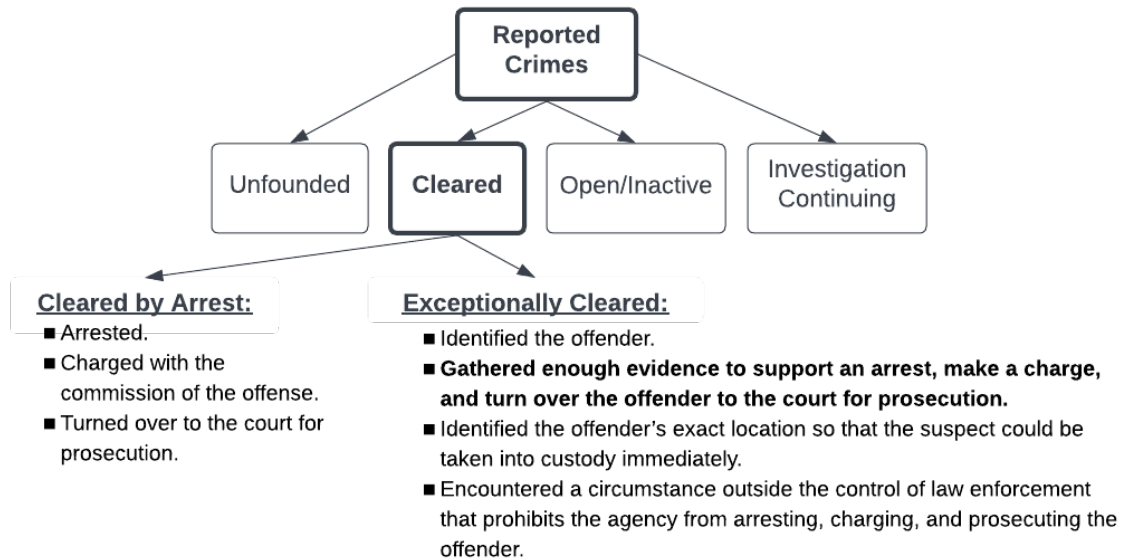 Reported
Crimes
Unfounded
Cleared
Open/Inactive
Investigation
Continuing
Cleared by Arrest:
■ Arrested.
■ Charged with the
commission of the offense.
■ Turned over to the court for
prosecution.
Exceptionally Cleared:
■ Identified the offender.
■ Gathered enough evidence to support an arrest, make a charge,
and turn over the offender to the court for prosecution.
■ Identified the offender’s exact location so that the suspect could be
taken into custody immediately.
■ Encountered a circumstance outside the control of law enforcement
that prohibits the agency from arresting, charging, and prosecuting the
offender.